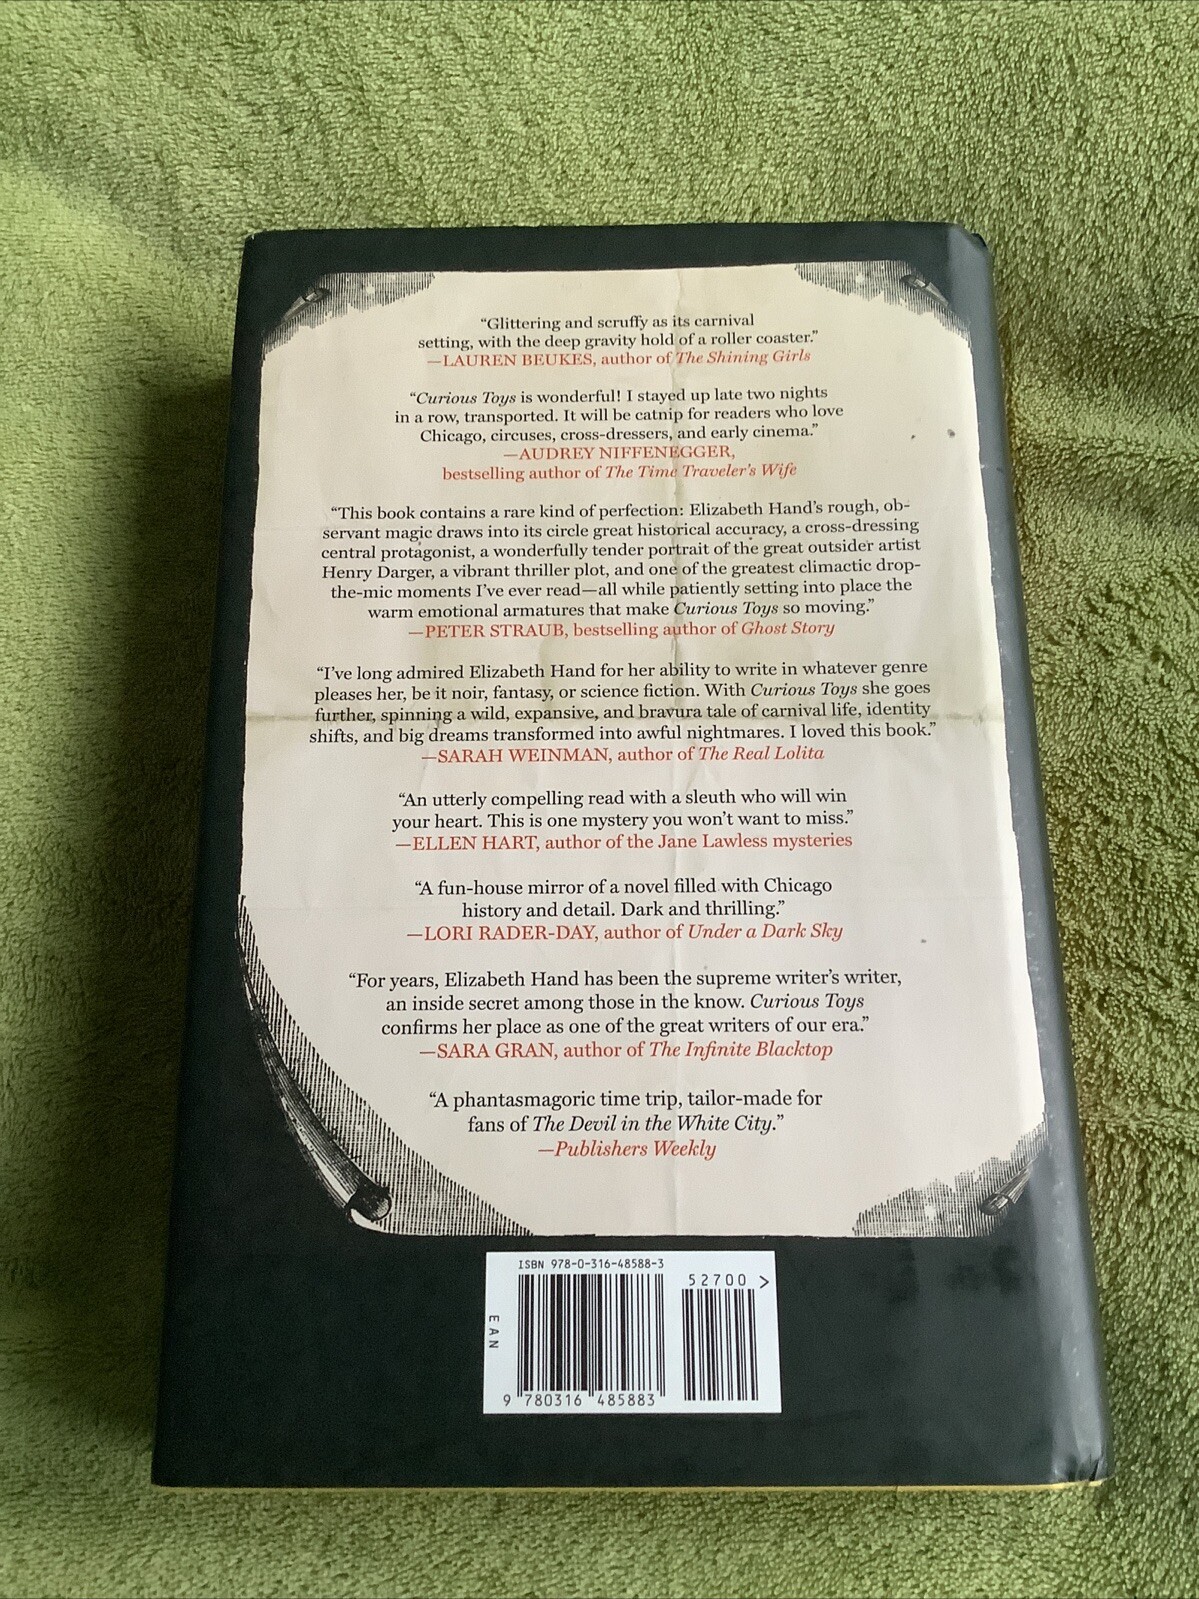 “Glittering and scruffy as its carnival
setting, with the deep gravity hold of a roller coaster.”
—LAUREN BEUKES, author of The Shining Girls
“Curious Toys is wonderful! I stayed up late two nights
in a row, transported. It will be catnip for readers who love
Chicago, circuses, cross-dressers, and early cinema.”
—AUDREY NIFFENEGGER,
bestselling author of The Time Traveler’s Wife
“This book contains a rare kind of perfection: Elizabeth Hand’s rough, ob-
servant magic draws into its circle great historical accuracy, a cross-dressing
central protagonist, a wonderfully tender portrait of the great outsider artist
Henry Darger, a vibrant thriller plot, and one of the greatest climactic drop-
the-mic moments I’ve ever read—all while patiently setting into place the
warm emotional armatures that make Curious Toys so moving.”
—PETER STRAUB, bestselling author of Ghost Story
“I’ve long admired Elizabeth Hand for her ability to write in whatever genre
pleases her, be it noir, fantasy, or science fiction. With Curious Toys she goes
further, spinning a wild, expansive, and bravura tale of carnival life, identity
shifts, and big dreams transformed into awful nightmares. I loved this book.”
—SARAH WEINMAN, author of The Real Lolita
“An utterly compelling read with a sleuth who will win
your heart. This is one mystery you won’t want to miss.”
—ELLEN HART, author of the Jane Lawless mysteries
“A fun-house mirror of a novel filled with Chicago
history and detail. Dark and thrilling.”
—LORI RADER-DAY, author of Under a Dark Sky
“For years, Elizabeth Hand has been the supreme writer’s writer,
an inside secret among those in the know. Curious Toys
confirms her place as one of the great writers of our era.”
—SARA GRAN, author of The Infinite Blacktop
“A phantasmagoric time trip, tailor-made for
fans of The Devil in the White City.”
—Publishers Weekly
ISBN 978-0-316-48588-3
52700 >
EAN
9 780316 485883